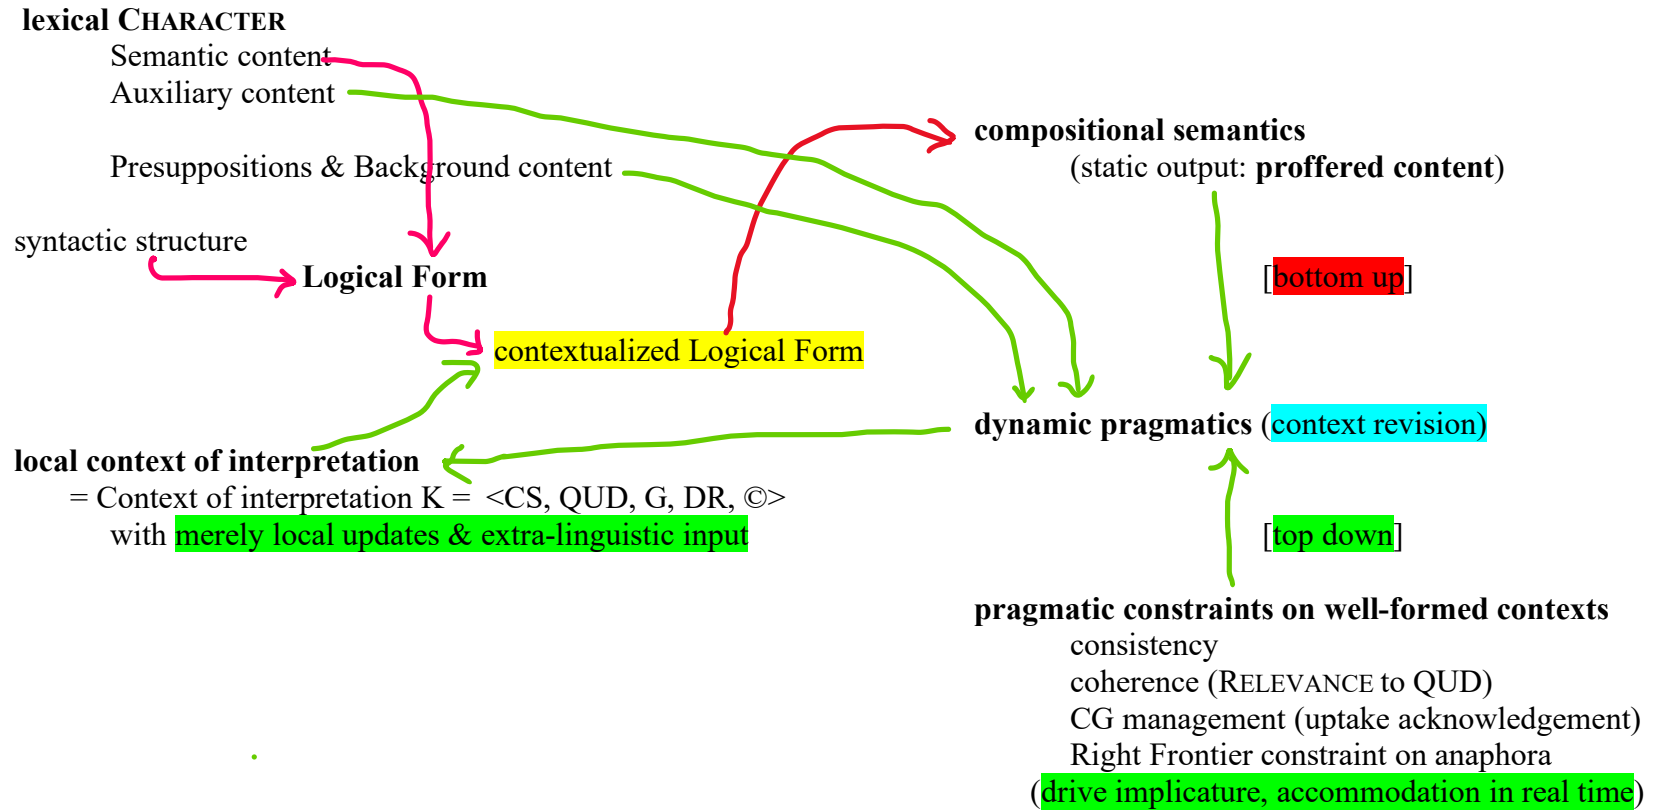 lexical CHARACTER
Semantic content
Auxiliary content
compositional semantics
Presuppositions & Background content
(static output: proffered content)
syntactic structure
Logical Form
[bottom up]
contextualized Logical Form
dynamic pragmatics (context revision)
local context of interpretation
= Context of interpretation K = <CS, QUD, G, DR, ©>
with merely local updates & extra-linguistic input
[top down]
pragmatic constraints on well-formed contexts
consistency
coherence (RELEVANCE to QUD)
CG management (uptake acknowledgement)
Right Frontier constraint on anaphora
(drive implicature, accommodation in real time)